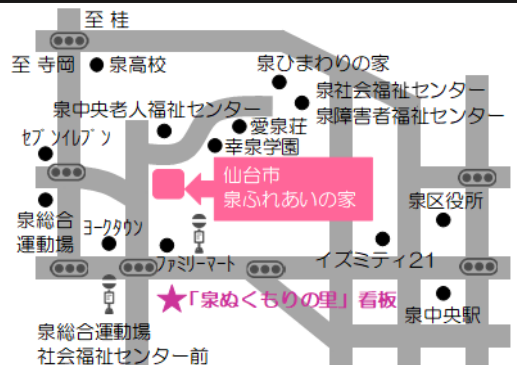 至 桂
至 寺岡
泉高校
泉ひまわりの家
泉社会福祉センター
泉障害者福祉センター
泉中央老人福祉センター
愛泉荘
幸泉学園
ｾﾌﾞﾝｲﾚﾌﾞﾝ
仙台市
泉ふれあいの家
泉区役所
泉総合
運動場
ﾖｰｸﾀｳﾝ
ﾌｧﾐﾘｰﾏｰﾄ
イズミティ21
★「泉ぬくもりの里」看板
泉中央駅
泉総合運動場
社会福祉センター前